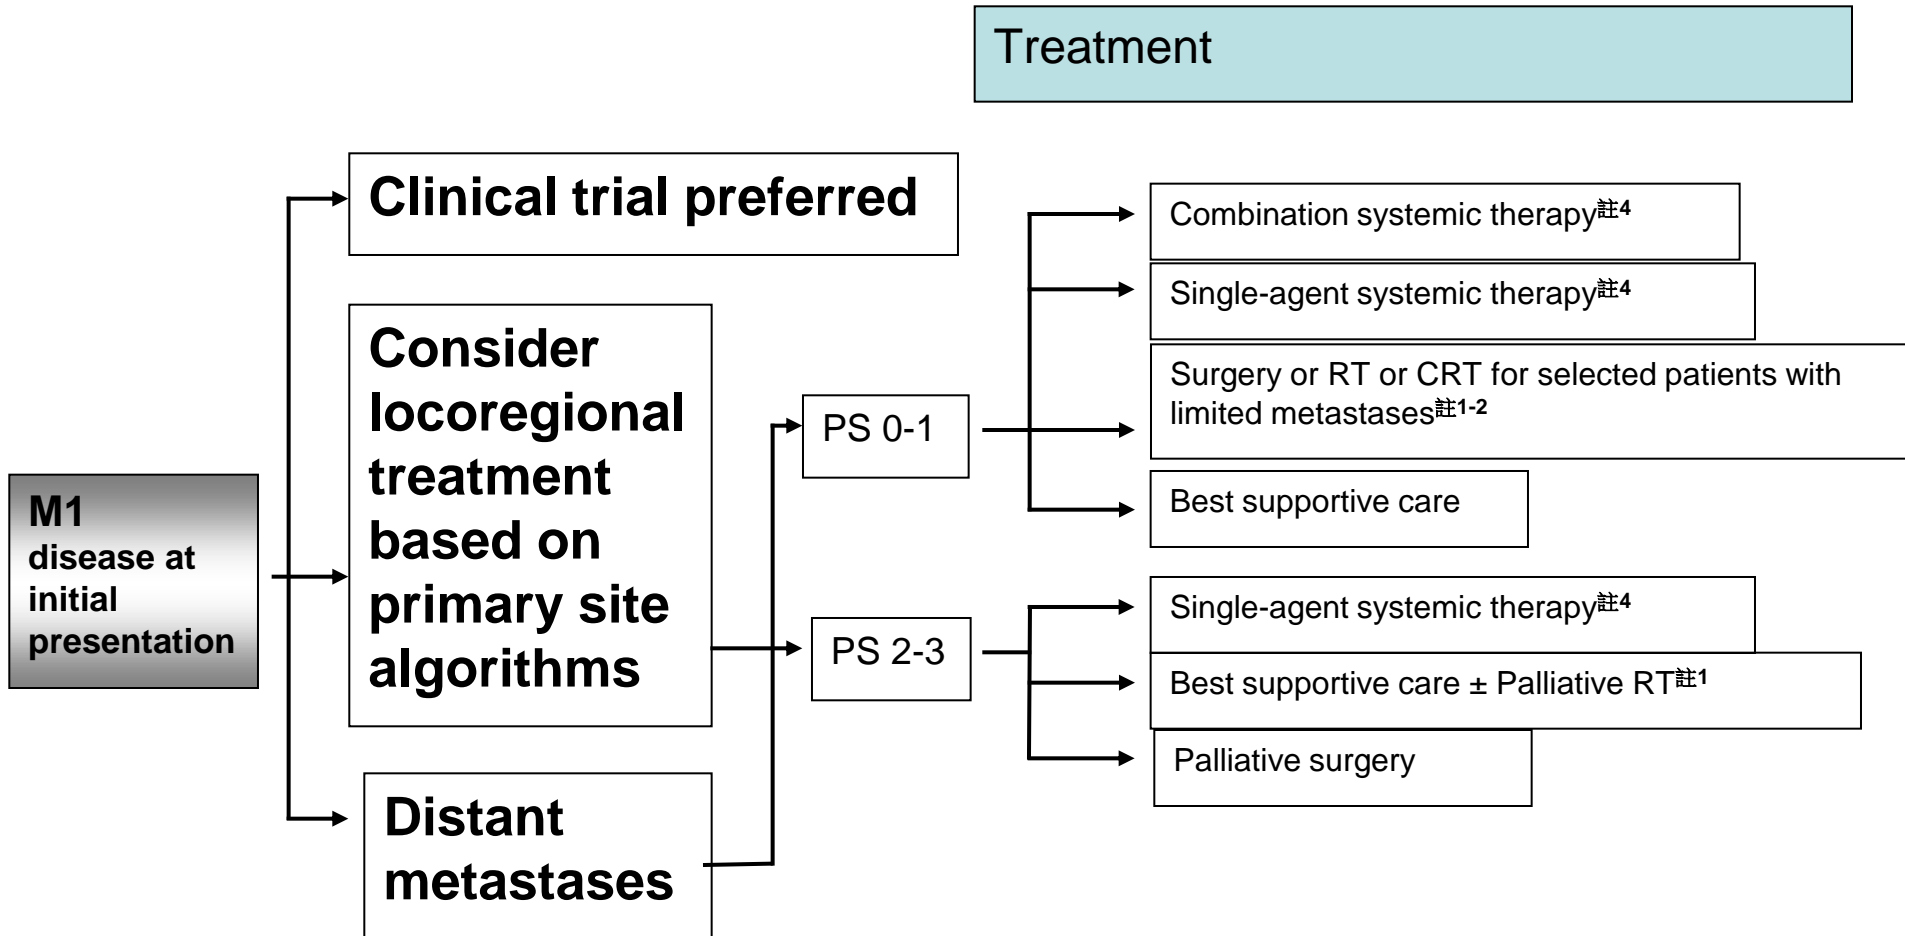 Treatment
Clinical trial preferred
Consider
locoregional
treatment
based on
primary site
algorithms
M1
disease at
initial
presentation
Distant
metastases
PS 0-1
PS 2-3
Combination systemic therapy註4
Single-agent systemic therapy註4
Surgery or RT or CRT for selected patients with
limited metastases註1-2
Best supportive care
Single-agent systemic therapy註4
Best supportive care ± Palliative RT註1
Palliative surgery